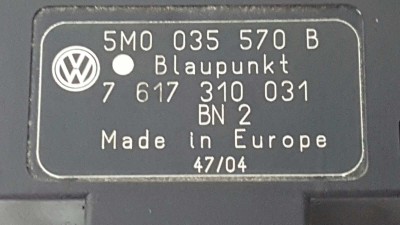 5M0 035 570 B
Blaupunkt
7 617 310 031
BN 2
Made in Europe
47/04